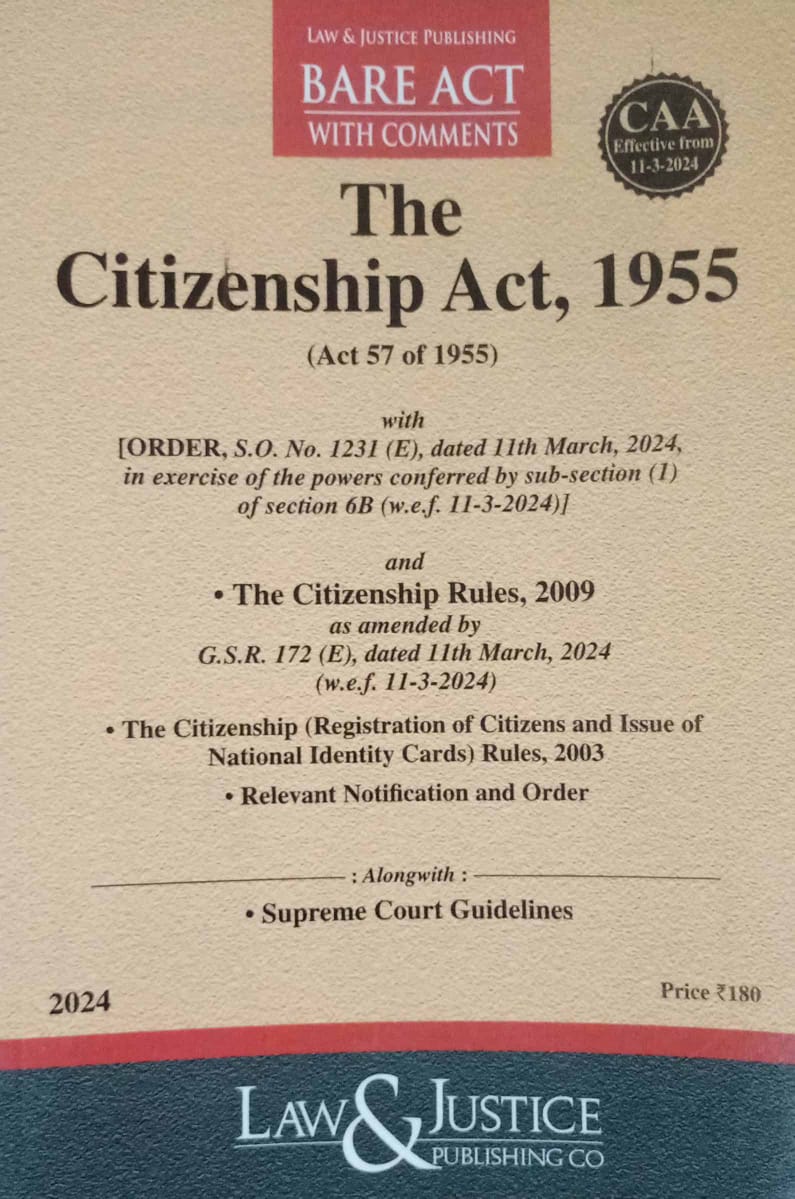 LAW & JUSTICE PUBLISHING
BARE ACT
WITH COMMENTS
CAA
Effective from
11-3-2024
The
Citizenship Act, 1955
(Act 57 of 1955)
with
[ORDER, S.O. No. 1231 (E), dated 11th March, 2024,
in exercise of the powers conferred by sub-section (1)
of section 6B (w.e.f. 11-3-2024)]
and
• The Citizenship Rules, 2009
as amended by
G.S.R. 172 (E), dated 11th March, 2024
(w.e.f. 11-3-2024)
• The Citizenship (Registration of Citizens and Issue of
National Identity Cards) Rules, 2003
• Relevant Notification and Order
: Alongwith :
• Supreme Court Guidelines
2024
Price ₹180
LAW & JUSTICE
PUBLISHING CO